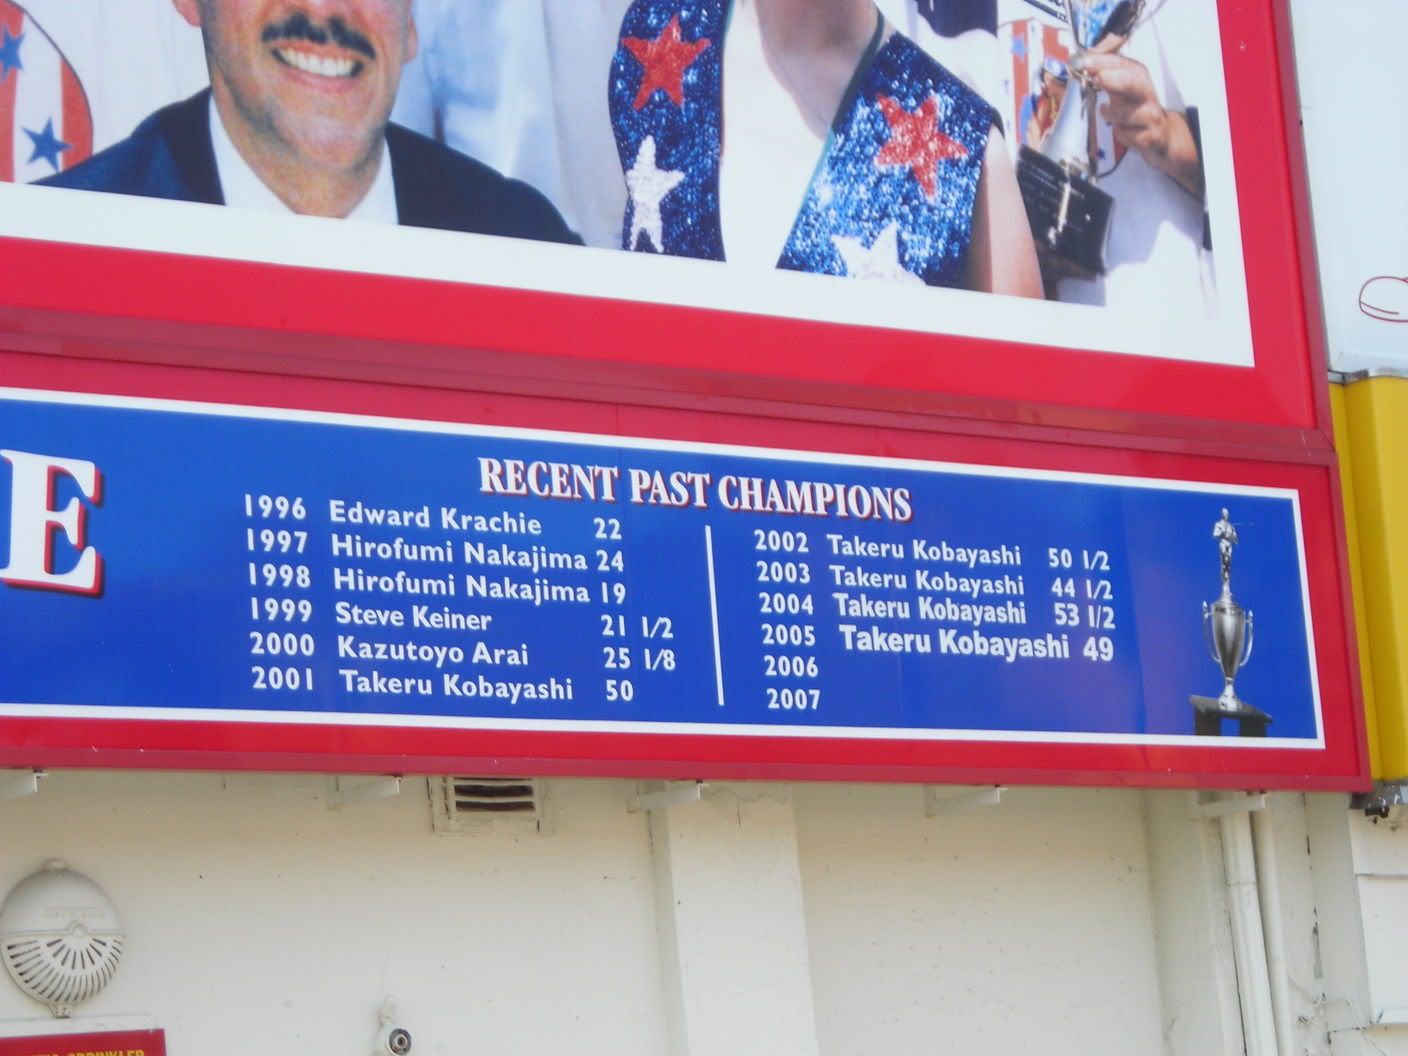 E
RECENT PAST CHAMPIONS
1996 Edward Krachie 22
1997 Hirofumi Nakajima 24
1998 Hirofumi Nakajima 19
1999 Steve Keiner 21 1/2
2000 Kazutoyo Arai 25 1/8
2001 Takeru Kobayashi 50
2002 Takeru Kobayashi 50 1/2
2003 Takeru Kobayashi 44 1/2
2004 Takeru Kobayashi 53 1/2
2005 Takeru Kobayashi 49
2006
2007